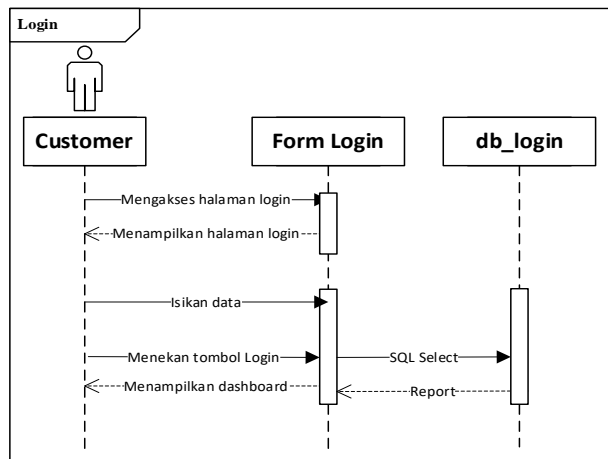 Login
Customer
Form Login
db_login
Mengakses halaman login
Menampilkan halaman login
Isikan data
Menekan tombol Login
SQL Select
Menampilkan dashboard
Report